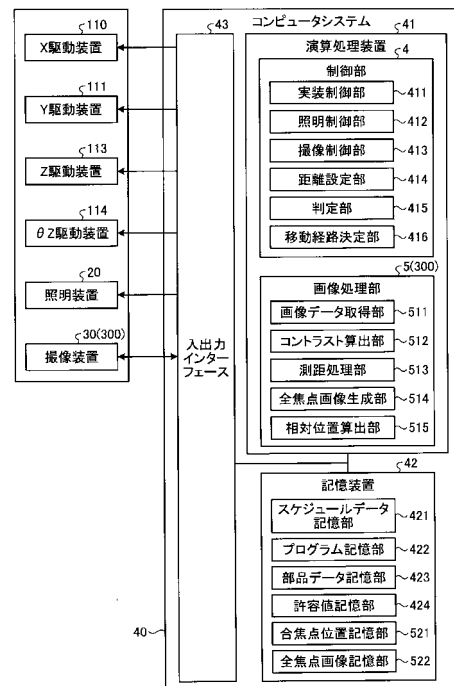 コンピュータシステム
110
X駆動装置
111
Y駆動装置
113
Z駆動装置
114
θZ駆動装置
20
照明装置
30(300)
撮像装置
43
入出力
インター
フェース
40
41
演算処理装置
4
制御部
実装制御部
411
照明制御部
412
撮像制御部
413
距離設定部
414
判定部
415
移動経路決定部
416
5(300)
画像処理部
画像データ取得部
511
コントラスト算出部
512
測距処理部
513
全焦点画像生成部
514
相対位置算出部
515
42
記憶装置
スケジュールデータ
記憶部
421
プログラム記憶部
422
部品データ記憶部
423
許容値記憶部
424
合焦点位置記憶部
521
全焦点画像記憶部
522